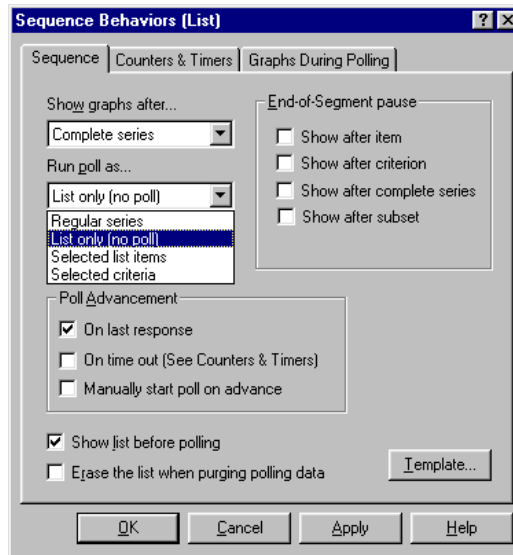 Sequence Behaviors (List)
Sequence
Counters & Timers
Graphs During Polling
Show graphs after...
Complete series
Run poll as...
List only (no poll)
Regular series
List only (no poll)
Selected list items
Selected criteria
End-of-Segment pause
Show after item
Show after criterion
Show after complete series
Show after subset
Poll Advancement
On last response
On time out (See Counters & Timers)
Manually start poll on advance
Show list before polling
Erase the list when purging polling data
Template...
OK
Cancel
Apply
Help